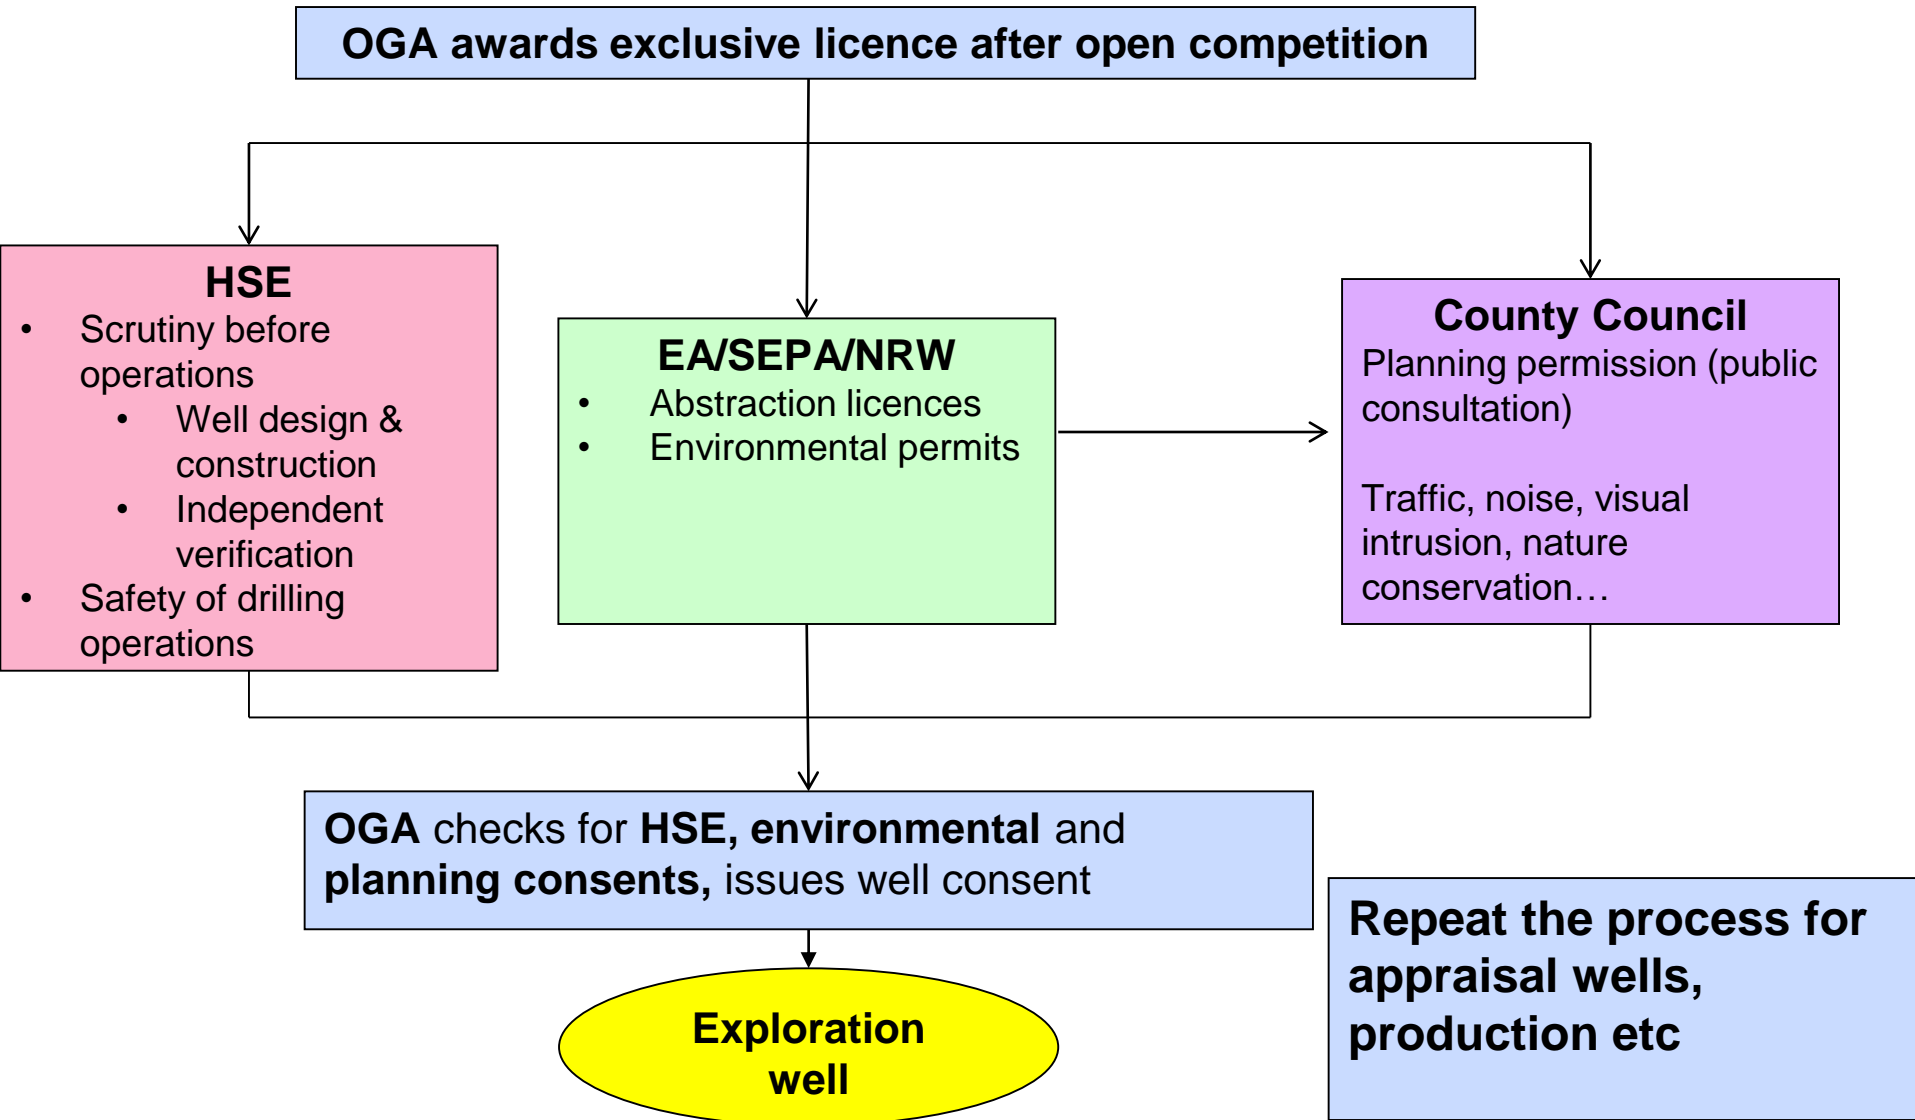 OGA awards exclusive licence after open competition
HSE
• Scrutiny before
operations
• Well design &
construction
• Independent
verification
• Safety of drilling
operations
EA/SEPA/NRW
• Abstraction licences
• Environmental permits
County Council
Planning permission (public
consultation)
Traffic, noise, visual
intrusion, nature
conservation…
OGA checks for HSE, environmental and
planning consents, issues well consent
Exploration
well
Repeat the process for
appraisal wells,
production etc